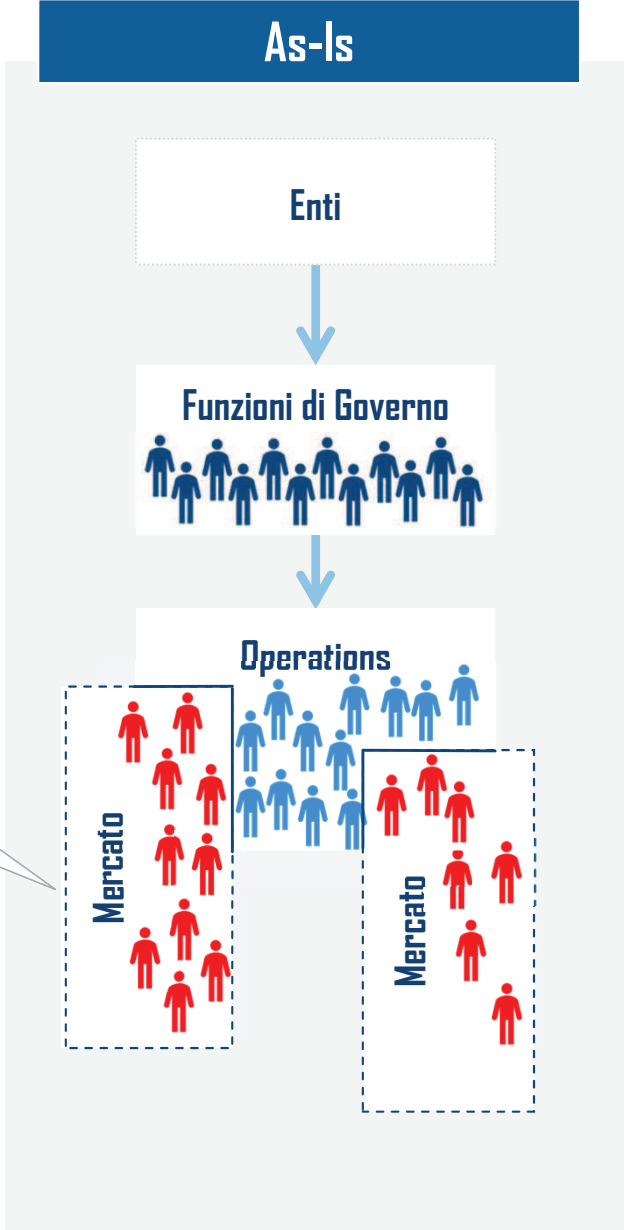 As-Is
Enti
Funzioni di Governo
Operations
Mercato
Mercato